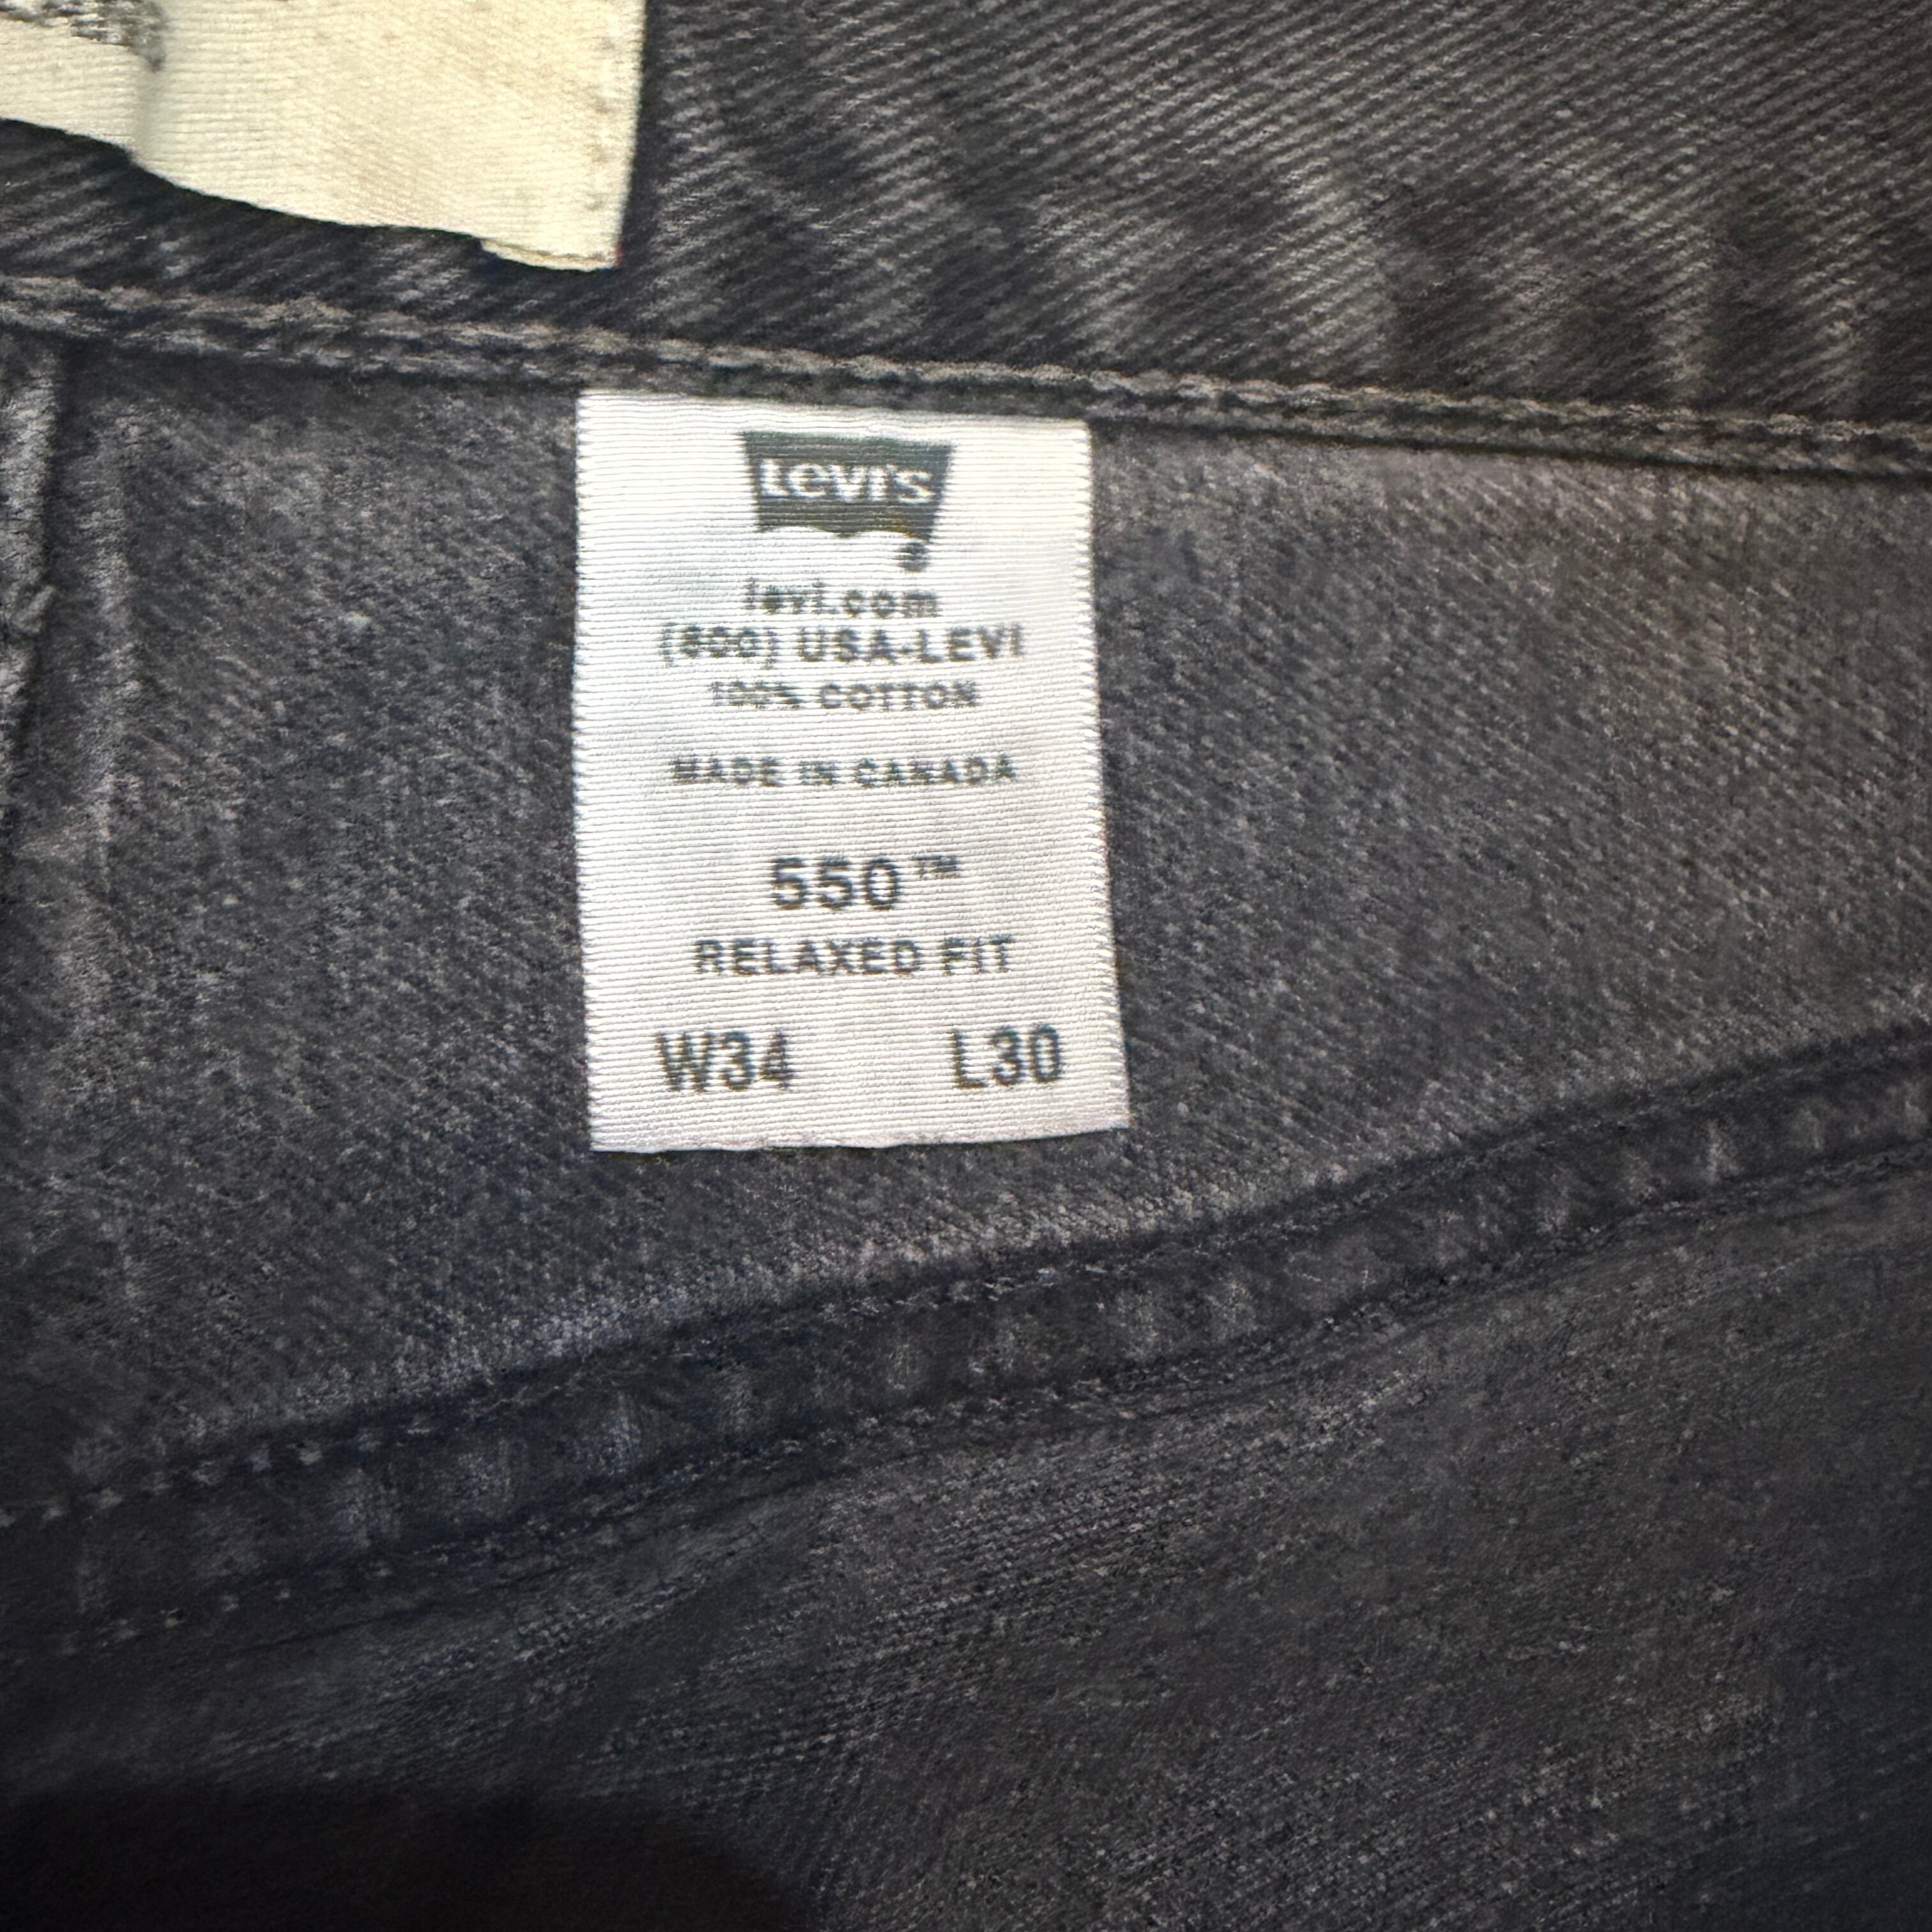 Levi's
levi.com
(800) USA-LEVI
100% COTTON
MADE IN CANADA
550™
RELAXED FIT
W34 L30